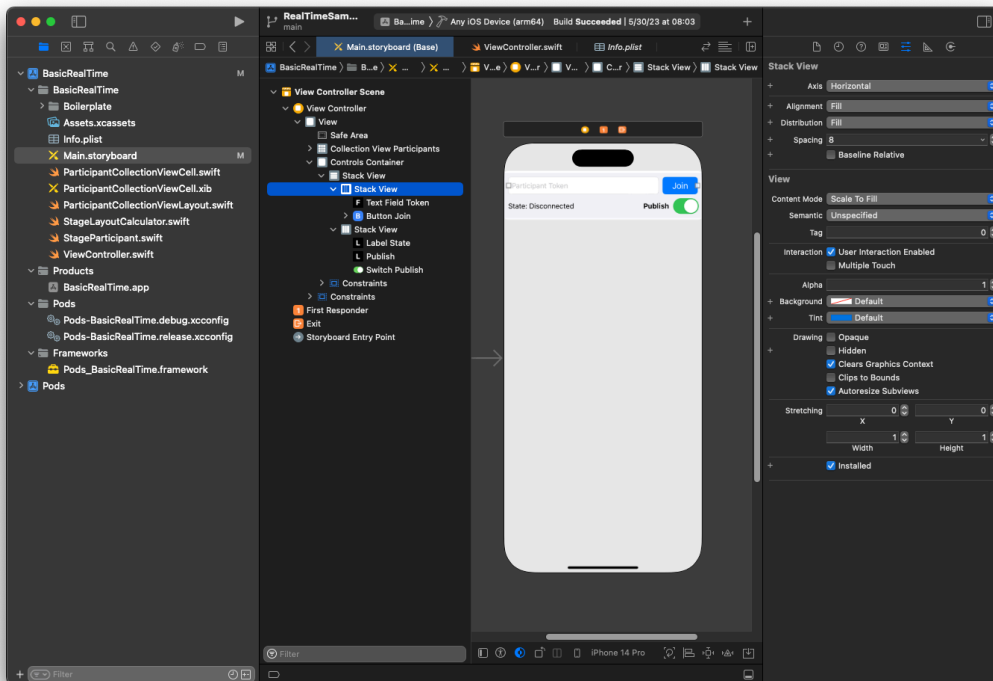 RealTimeSam...
main
Ba...ime
Any iOS Device (arm64)
Build Succeeded | 5/30/23 at 08:03
Main.storyboard (Base)
ViewController.swift
Info.plist
BasicRealTime
B...e
...
...
V...e
V...r
V...
C...r
Stack View
Stack View
BasicRealTime M
BasicRealTime
Boilerplate
Assets.xcassets
Info.plist
Main.storyboard M
ParticipantCollectionViewCell.swift
ParticipantCollectionViewCell.xib
ParticipantCollectionViewLayout.swift
StageLayoutCalculator.swift
StageParticipant.swift
ViewController.swift
Products
BasicRealTime.app
Pods
Pods-BasicRealTime.debug.xcconfig
Pods-BasicRealTime.release.xcconfig
Frameworks
Pods_BasicRealTime.framework
Pods
Filter
View Controller Scene
View Controller
View
Safe Area
Collection View Participants
Controls Container
Stack View
Stack View
F Text Field Token
B Button Join
Stack View
L Label State
L Publish
Switch Publish
Constraints
Constraints
First Responder
Exit
Storyboard Entry Point
Filter
Participant Token
Join
State: Disconnected
Publish
iPhone 14 Pro
Stack View
Axis Horizontal
Alignment Fill
Distribution Fill
Spacing 8
Baseline Relative
View
Content Mode Scale To Fill
Semantic Unspecified
Tag 0
Interaction User Interaction Enabled
Multiple Touch
Alpha 1
Background Default
Tint Default
Drawing Opaque
Hidden
Clears Graphics Context
Clips to Bounds
Autoresize Subviews
Stretching 0 0
X Y
1 1
Width Height
Installed